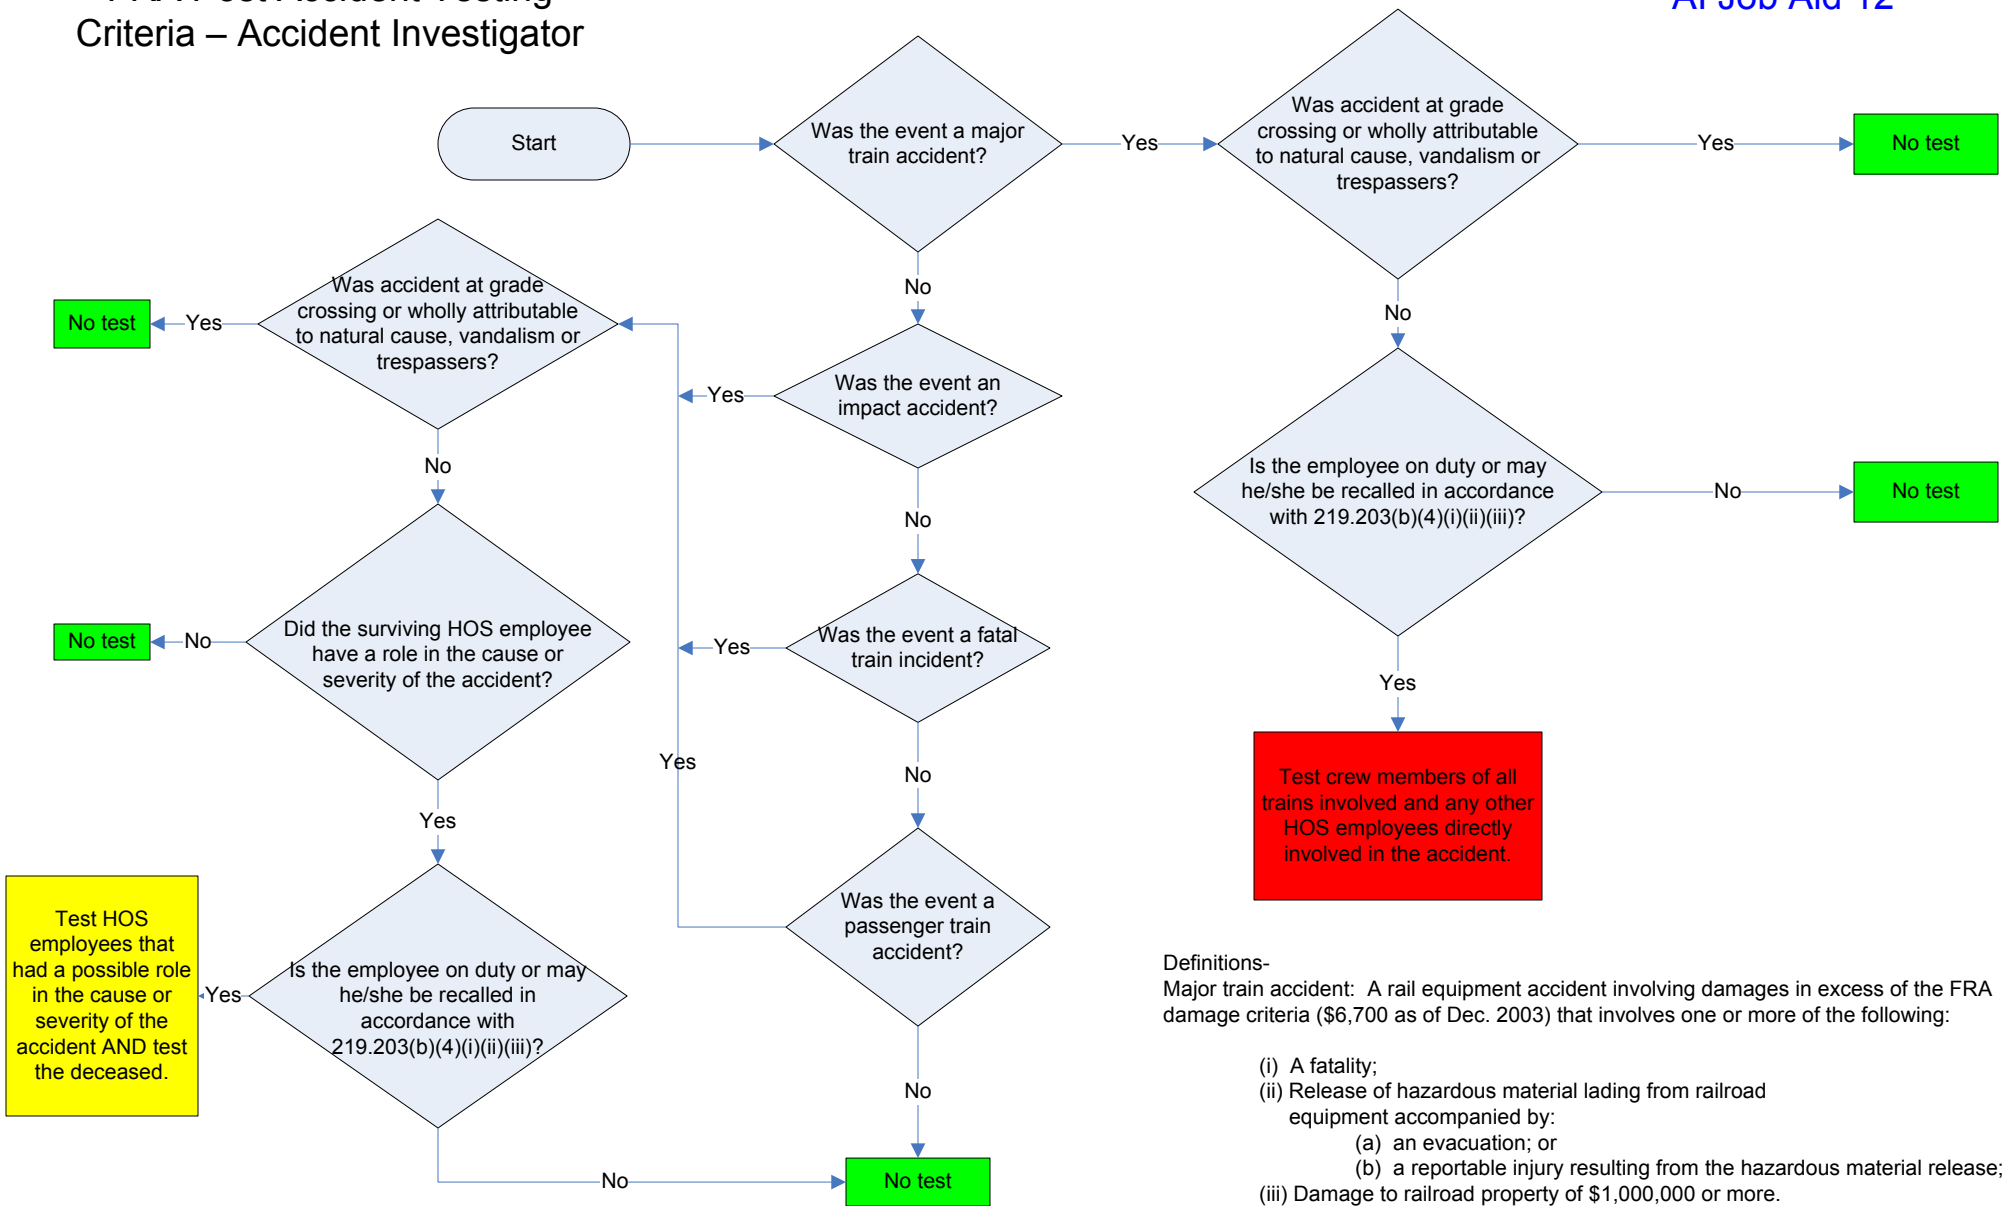 Criteria – Accident Investigator
AI Job Aid 12
Start
Was the event a major
train accident?
Yes
Was accident at grade
crossing or wholly attributable
to natural cause, vandalism or
trespassers?
Yes
No test
No
No
Was accident at grade
crossing or wholly attributable
to natural cause, vandalism or
trespassers?
Yes
No test
Was the event an
impact accident?
Yes
No
No
Is the employee on duty or may
he/she be recalled in accordance
with 219.203(b)(4)(i)(ii)(iii)?
No
No test
Yes
Did the surviving HOS employee
have a role in the cause or
severity of the accident?
No
No test
Yes
Was the event a fatal
train incident?
Yes
No
Yes
Test crew members of all
trains involved and any other
HOS employees directly
involved in the accident.
Was the event a
passenger train
accident?
No
Is the employee on duty or may
he/she be recalled in
accordance with
219.203(b)(4)(i)(ii)(iii)?
Yes
Test HOS
employees that
had a possible role
in the cause or
severity of the
accident AND test
the deceased.
No
No test
Definitions-
Major train accident: A rail equipment accident involving damages in excess of the FRA
damage criteria ($6,700 as of Dec. 2003) that involves one or more of the following:
(i) A fatality;
(ii) Release of hazardous material lading from railroad
equipment accompanied by:
(a) an evacuation; or
(b) a reportable injury resulting from the hazardous material release;
(iii) Damage to railroad property of $1,000,000 or more.